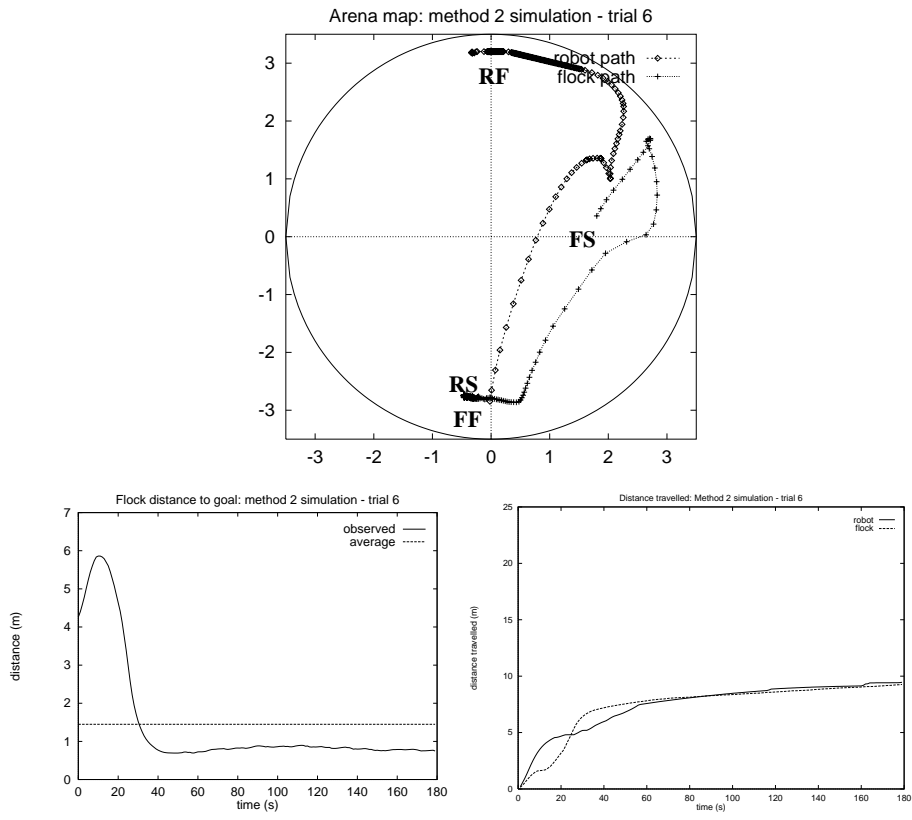 Arena map: method 2 simulation - trial 6
robot path
flock path
RF
FS
RS
FF
3
2
1
0
-1
-2
-3
-3 -2 -1 0 1 2 3
Flock distance to goal: method 2 simulation - trial 6
observed
average
distance (m)
7
6
5
4
3
2
1
0
0 20 40 60 80 100 120 140 160 180
time (s)
Distance travelled: Method 2 simulation - trial 6
robot
flock
distance travelled (m)
25
20
15
10
5
0
0 20 40 60 80 100 120 140 160 180
time (s)